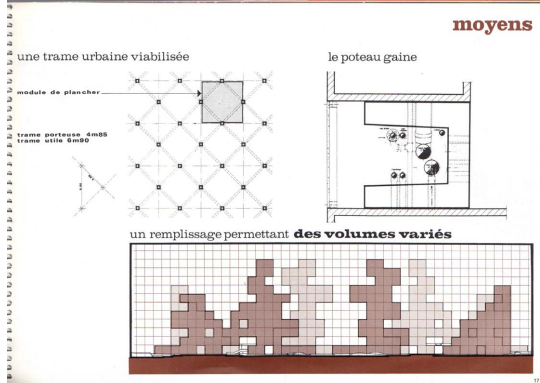 moyens
une trame urbaine viabilisée
le poteau gaine
module de plancher
trame porteuse 4m85
trame utile 6m90
un remplissage permettant des volumes variés
17